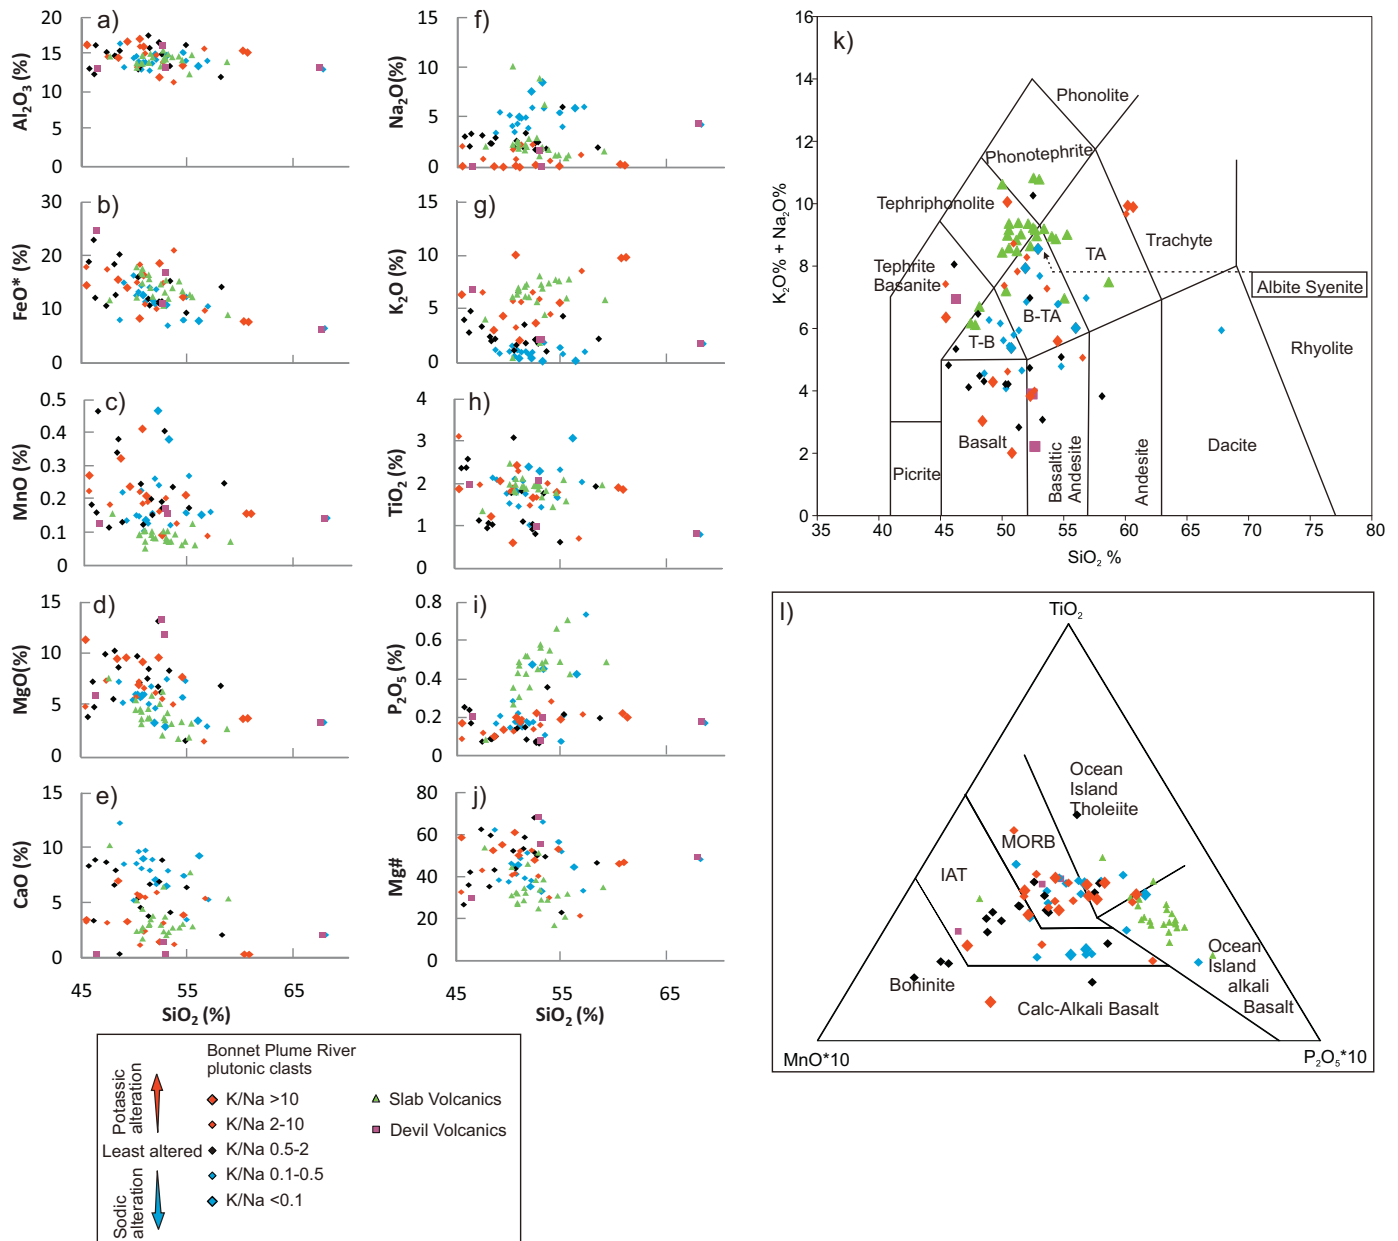 a)
20
15
10
5
0
Al₂O₃ (%)
b)
30
20
10
0
FeO* (%)
c)
0.5
0.4
0.3
0.2
0.1
0
MnO (%)
d)
15
10
5
0
MgO(%)
e)
15
10
5
0
CaO (%)
45
55
65
SiO₂ (%)
f)
15
10
5
0
Na₂O(%)
g)
15
10
5
0
K₂O (%)
h)
4
3
2
1
0
TiO₂ (%)
i)
0.8
0.6
0.4
0.2
0
P₂O₅ (%)
j)
80
60
40
20
0
Mg#
45
55
65
SiO₂ (%)
k)
16
14
12
10
8
6
4
2
0
K₂O% + Na₂O%
Phonolite
Phonotephrite
Tephriphonolite
Trachyte
TA
Tephrite
Basanite
Albite Syenite
B-TA
T-B
Rhyolite
Basalt
Basaltic
Andesite
Andesite
Dacite
Picrite
35
40
45
50
55
60
65
70
75
80
SiO₂ %
l)
TiO₂
Ocean
Island
Tholeiite
MORB
IAT
Ocean
Island
alkali
Basalt
Boninite
Calc-Alkali Basalt
MnO*10
P₂O₅*10
Potassic
alteration
Least altered
Sodic
alteration
Bonnet Plume River
plutonic clasts
K/Na >10
K/Na 2-10
K/Na 0.5-2
K/Na 0.1-0.5
K/Na <0.1
Slab Volcanics
Devil Volcanics